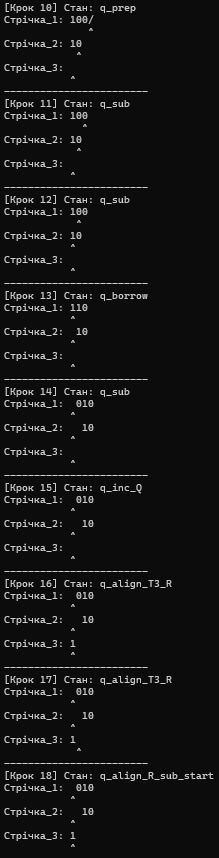 [Крок 10] Стан: q_prep
Стрічка_1: 100/
^
Стрічка_2: 10
^
Стрічка_3:
^
------------------------
[Крок 11] Стан: q_sub
Стрічка_1: 100
^
Стрічка_2: 10
^
Стрічка_3:
^
------------------------
[Крок 12] Стан: q_sub
Стрічка_1: 100
^
Стрічка_2: 10
^
Стрічка_3:
^
------------------------
[Крок 13] Стан: q_borrow
Стрічка_1: 110
^
Стрічка_2:  10
^
Стрічка_3:
^
------------------------
[Крок 14] Стан: q_sub
Стрічка_1:  010
^
Стрічка_2:   10
^
Стрічка_3:
^
------------------------
[Крок 15] Стан: q_inc_Q
Стрічка_1:  010
^
Стрічка_2:   10
^
Стрічка_3:
^
------------------------
[Крок 16] Стан: q_align_T3_R
Стрічка_1:  010
^
Стрічка_2:   10
^
Стрічка_3: 1
^
------------------------
[Крок 17] Стан: q_align_T3_R
Стрічка_1:  010
^
Стрічка_2:   10
^
Стрічка_3: 1
^
------------------------
[Крок 18] Стан: q_align_R_sub_start
Стрічка_1:  010
^
Стрічка_2:   10
^
Стрічка_3: 1
^